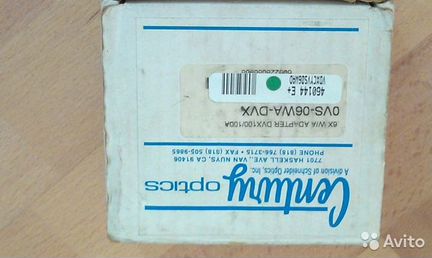 Century
optics
A division of Schneider Optics, Inc.
7701 HASKELL AVE., VAN NUYS, CA 91406
PHONE (818) 766-3715 • FAX (818) 505-9865
6X W/A ADAPTER DVX100/100A
0VS-06WA-DVX
460144 E+
VDXCVS06WAD
Avito